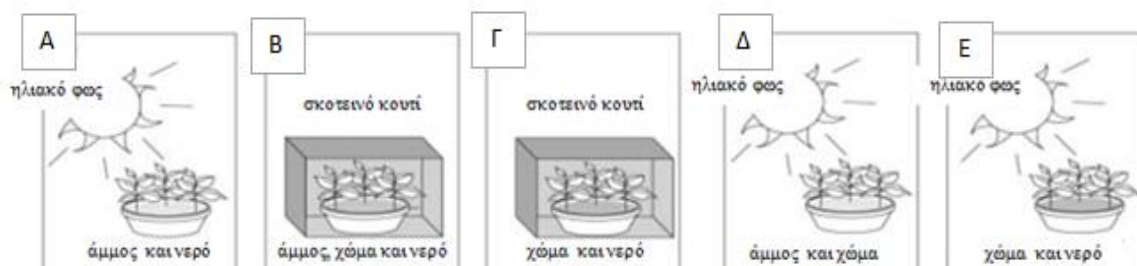 Α
ηλιακό φως
άμμος και νερό
Β
σκοτεινό κουτί
άμμος, χώμα και νερό
Γ
σκοτεινό κουτί
χώμα και νερό
Δ
ηλιακό φως
άμμος και χώμα
Ε
ηλιακό φως
χώμα και νερό